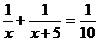 1/x + 1/(x+5) = 1/10